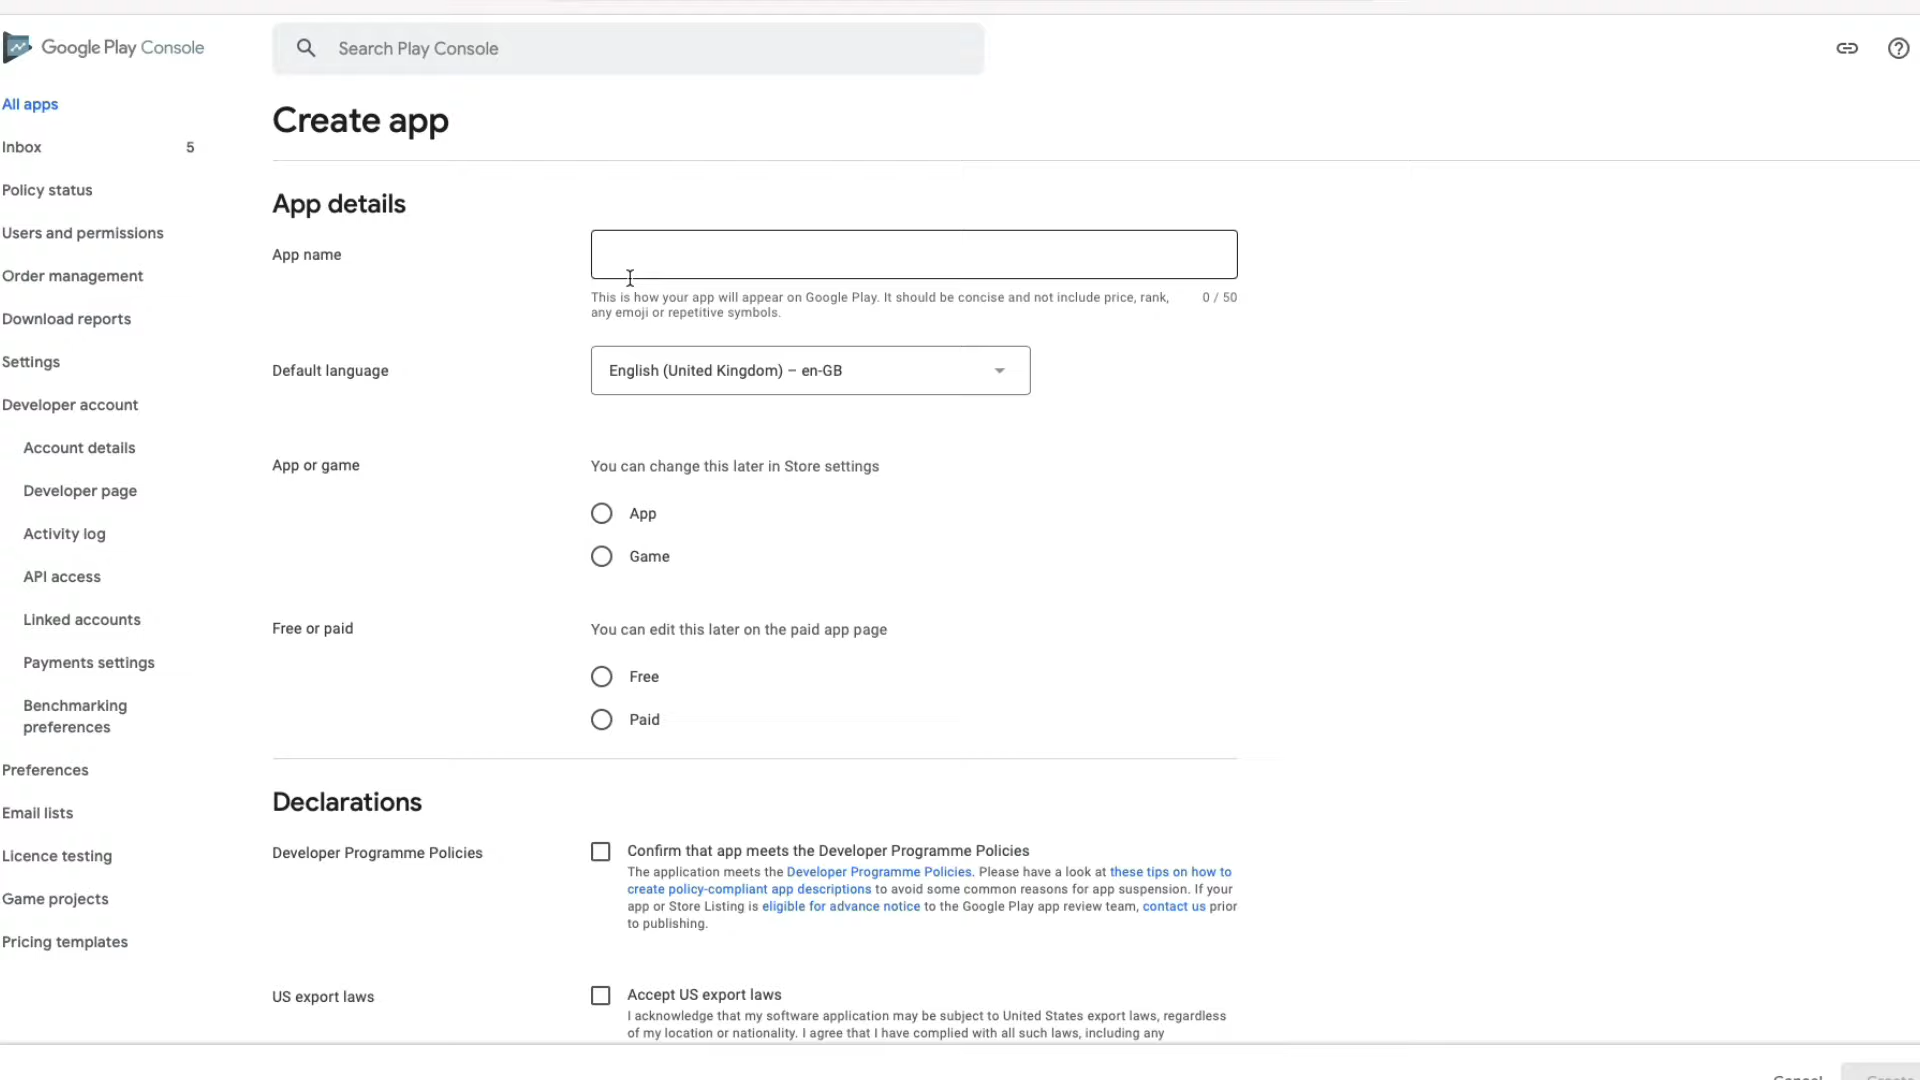 Google Play Console
Search Play Console
All apps
Inbox 5
Policy status
Users and permissions
Order management
Download reports
Settings
Developer account
Account details
Developer page
Activity log
API access
Linked accounts
Payments settings
Benchmarking
preferences
Preferences
Email lists
Licence testing
Game projects
Pricing templates
Create app
App details
App name
This is how your app will appear on Google Play. It should be concise and not include price, rank, 0 / 50
any emoji or repetitive symbols.
Default language
English (United Kingdom) – en-GB
App or game
You can change this later in Store settings
App
Game
Free or paid
You can edit this later on the paid app page
Free
Paid
Declarations
Developer Programme Policies
Confirm that app meets the Developer Programme Policies
The application meets the Developer Programme Policies. Please have a look at these tips on how to
create policy-compliant app descriptions to avoid some common reasons for app suspension. If your
app or Store Listing is eligible for advance notice to the Google Play app review team, contact us prior
to publishing.
US export laws
Accept US export laws
I acknowledge that my software application may be subject to United States export laws, regardless
of my location or nationality. I agree that I have complied with all such laws, including any